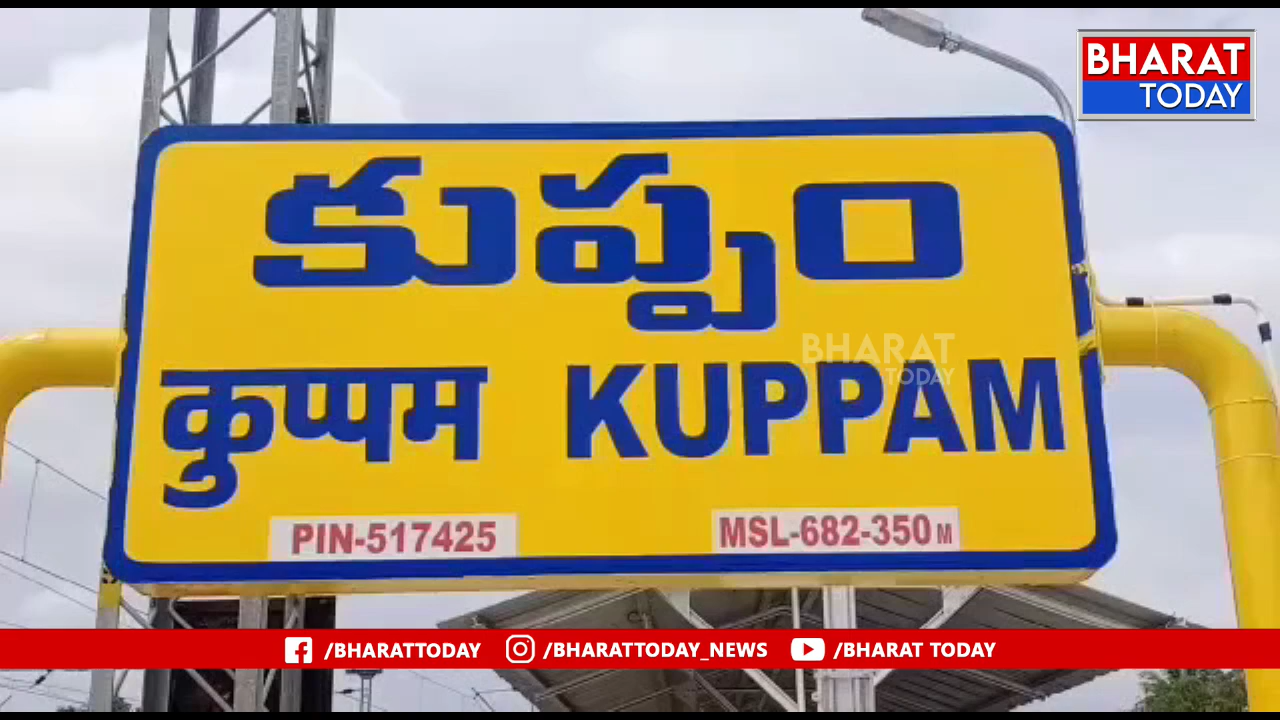 BHARAT
TODAY
కుప్పం
कुप्पम KUPPAM
BHARAT
TODAY
PIN-517425 MSL-682-350 M
/BHARATTODAY /BHARATTODAY_NEWS /BHARAT TODAY